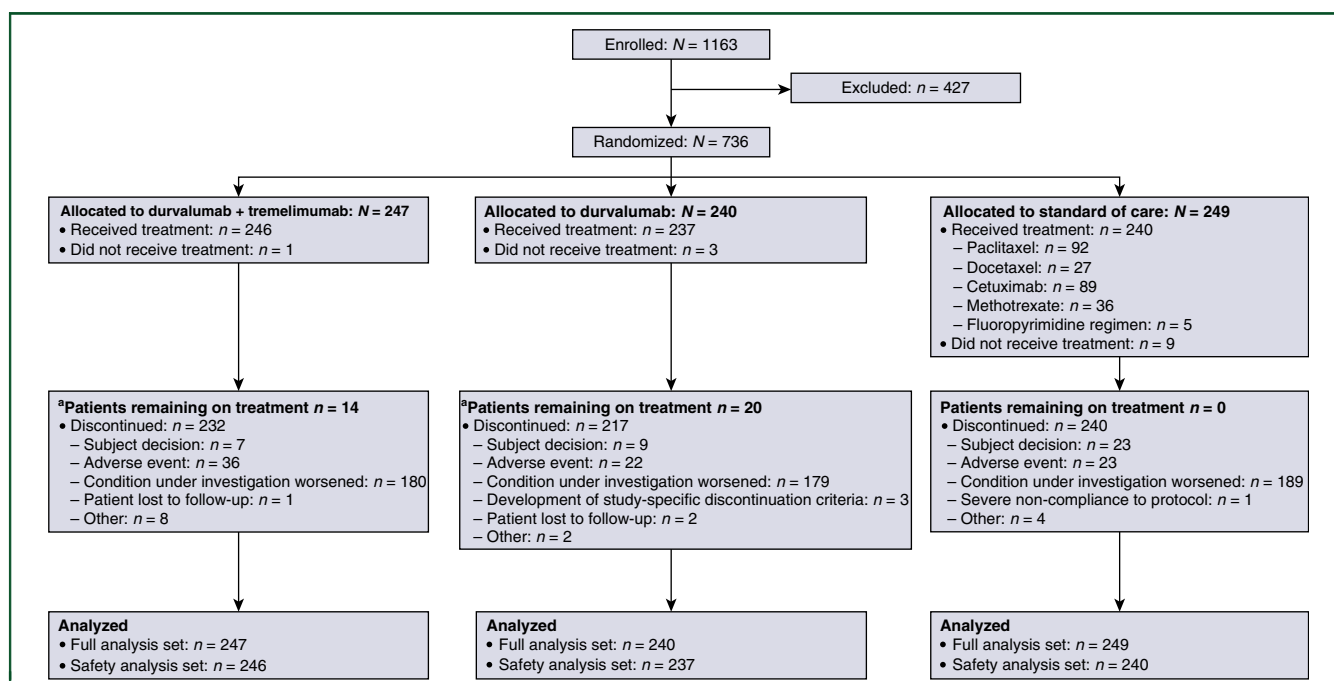 Enrolled: N = 1163
Excluded: n = 427
Randomized: N = 736
Allocated to durvalumab + tremelimumab: N = 247
• Received treatment: n = 246
• Did not receive treatment: n = 1
Allocated to durvalumab: N = 240
• Received treatment: n = 237
• Did not receive treatment: n = 3
Allocated to standard of care: N = 249
• Received treatment: n = 240
– Paclitaxel: n = 92
– Docetaxel: n = 27
– Cetuximab: n = 89
– Methotrexate: n = 36
– Fluoropyrimidine regimen: n = 5
• Did not receive treatment: n = 9
aPatients remaining on treatment n = 14
• Discontinued: n = 232
– Subject decision: n = 7
– Adverse event: n = 36
– Condition under investigation worsened: n = 180
– Patient lost to follow-up: n = 1
– Other: n = 8
aPatients remaining on treatment n = 20
• Discontinued: n = 217
– Subject decision: n = 9
– Adverse event: n = 22
– Condition under investigation worsened: n = 179
– Development of study-specific discontinuation criteria: n = 3
– Patient lost to follow-up: n = 2
– Other: n = 2
Patients remaining on treatment n = 0
• Discontinued: n = 240
– Subject decision: n = 23
– Adverse event: n = 23
– Condition under investigation worsened: n = 189
– Severe non-compliance to protocol: n = 1
– Other: n = 4
Analyzed
• Full analysis set: n = 247
• Safety analysis set: n = 246
Analyzed
• Full analysis set: n = 240
• Safety analysis set: n = 237
Analyzed
• Full analysis set: n = 249
• Safety analysis set: n = 240